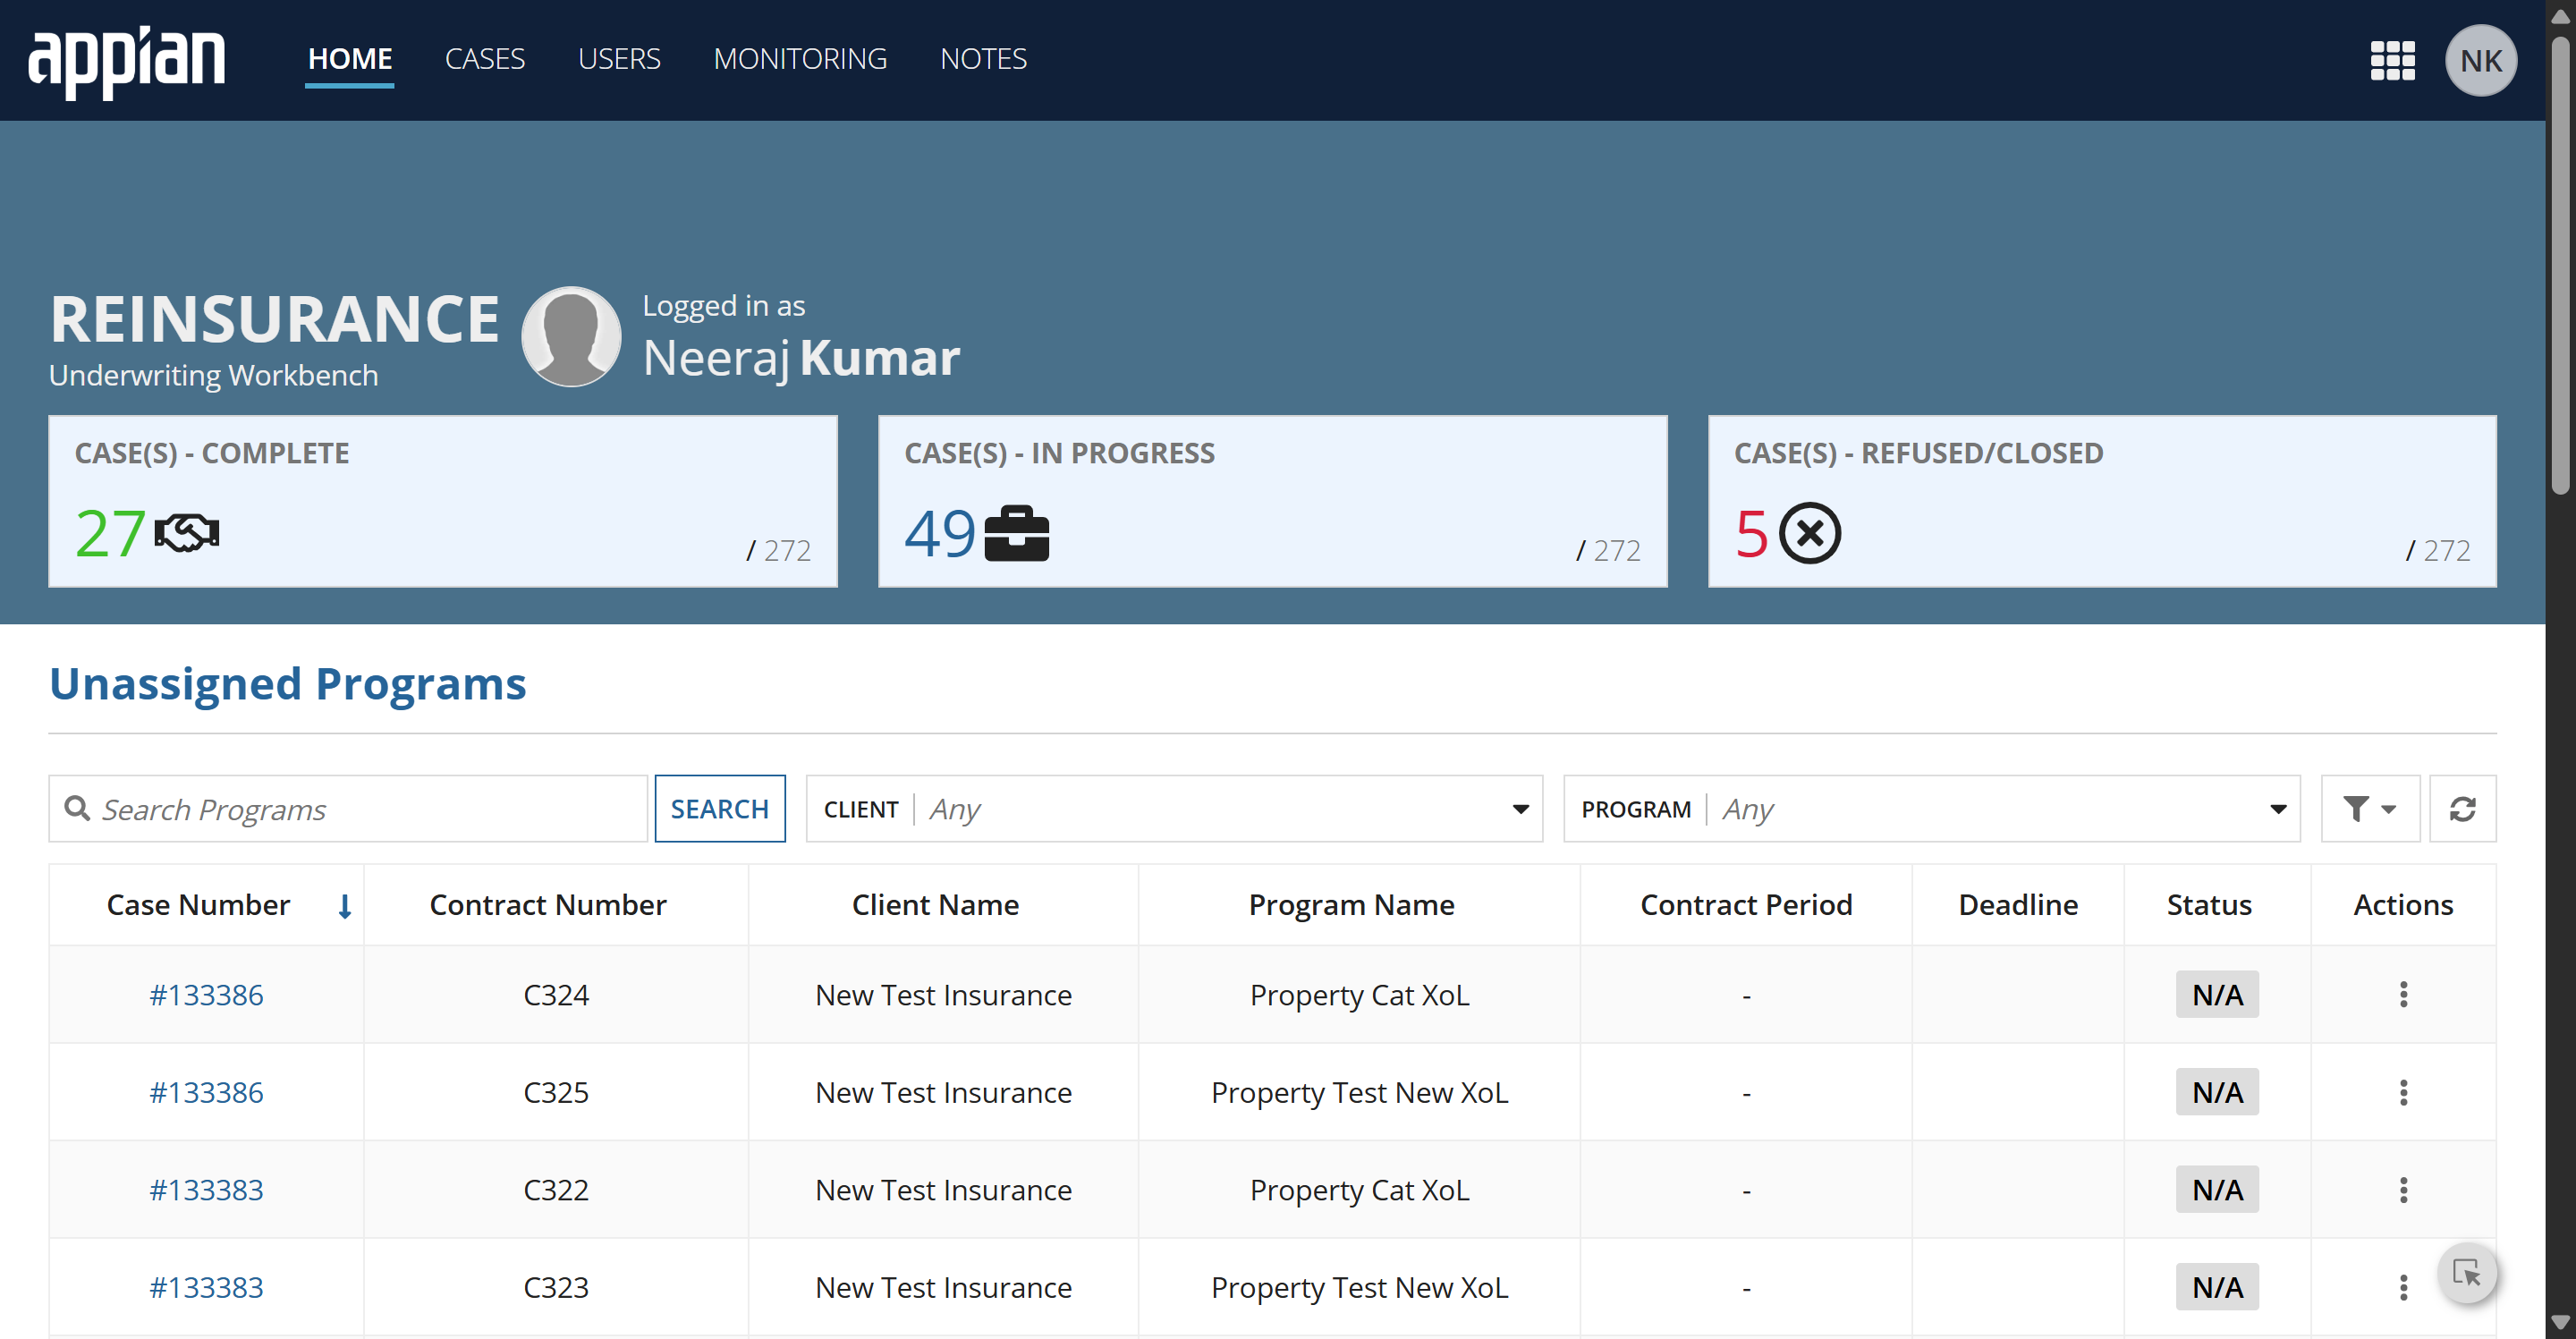 appian
HOME CASES USERS MONITORING NOTES NK
REINSURANCE
Underwriting Workbench
Logged in as
Neeraj Kumar
CASE(S) - COMPLETE
27 / 272
CASE(S) - IN PROGRESS
49 / 272
CASE(S) - REFUSED/CLOSED
5 / 272
Unassigned Programs
Search Programs SEARCH CLIENT Any PROGRAM Any
Case Number Contract Number Client Name Program Name Contract Period Deadline Status Actions
#133386 C324 New Test Insurance Property Cat XoL - N/A
#133386 C325 New Test Insurance Property Test New XoL - N/A
#133383 C322 New Test Insurance Property Cat XoL - N/A
#133383 C323 New Test Insurance Property Test New XoL - N/A